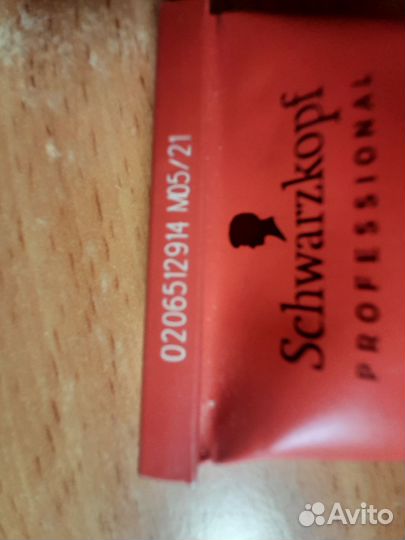 0206512914 M05/21
Schwarzkopf
PROFESSIONAL
Avito